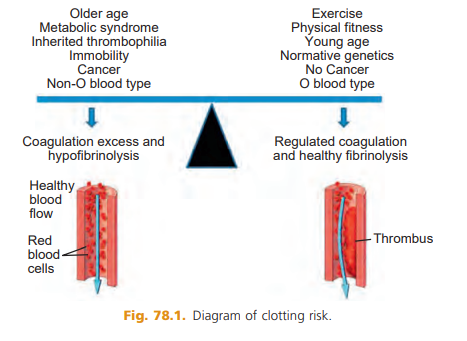 Older age
Metabolic syndrome
Inherited thrombophilia
Immobility
Cancer
Non-O blood type
Exercise
Physical fitness
Young age
Normative genetics
No Cancer
O blood type
Coagulation excess and
hypofibrinolysis
Regulated coagulation
and healthy fibrinolysis
Healthy
blood
flow
Red
blood
cells
Thrombus
Fig. 78.1. Diagram of clotting risk.